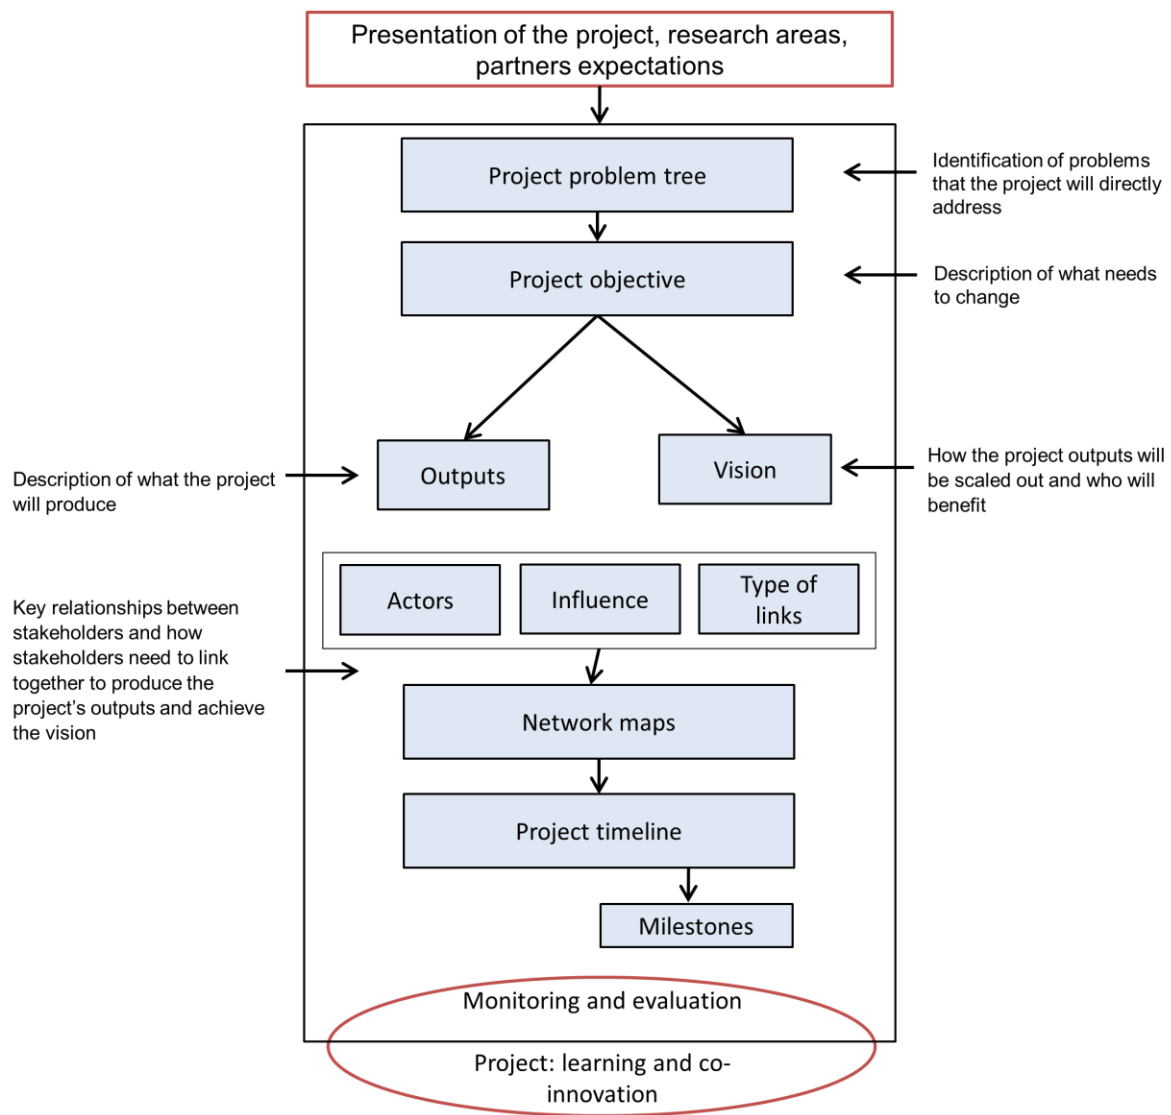 Presentation of the project, research areas,
partners expectations
Project problem tree
Identification of problems
that the project will directly
address
Project objective
Description of what needs
to change
Outputs
Vision
Description of what the project
will produce
How the project outputs will
be scaled out and who will
benefit
Actors
Influence
Type of
links
Key relationships between
stakeholders and how
stakeholders need to link
together to produce the
project’s outputs and achieve
the vision
Network maps
Project timeline
Milestones
Monitoring and evaluation
Project: learning and co-
innovation